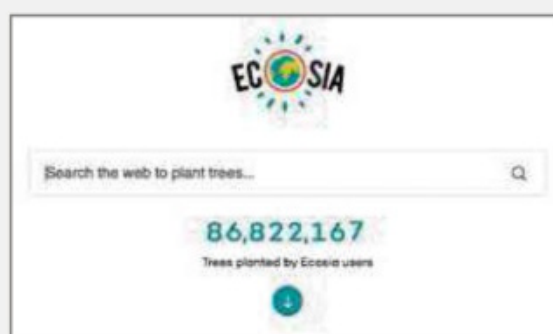 ECOSIA
Search the web to plant trees...
86,822,167
Trees planted by Ecosia users